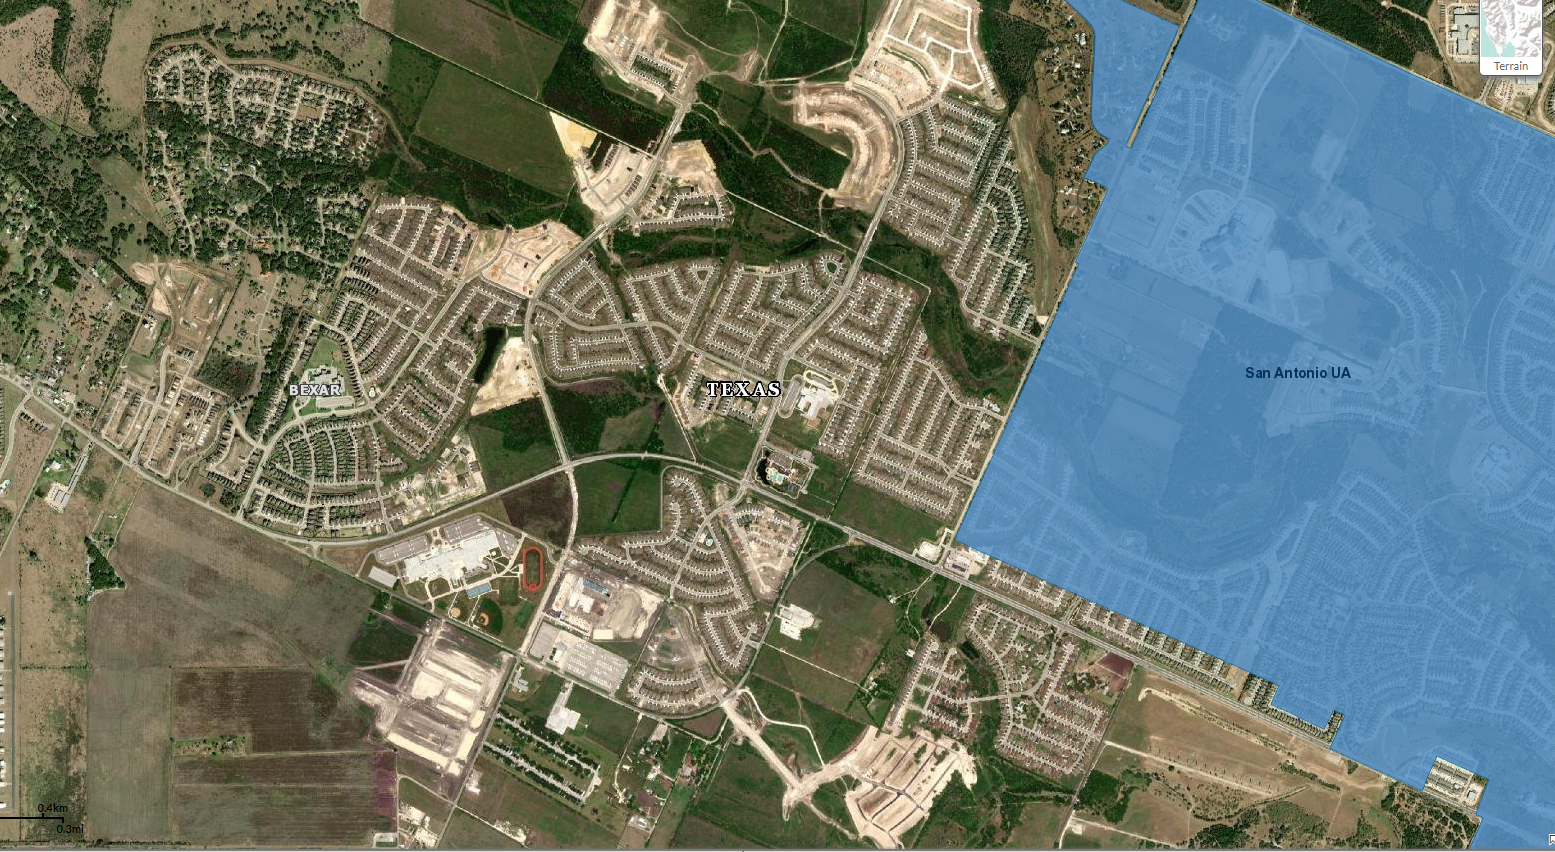 Terrain
San Antonio UA
BEXAR
TEXAS
0.4km
0.3mi